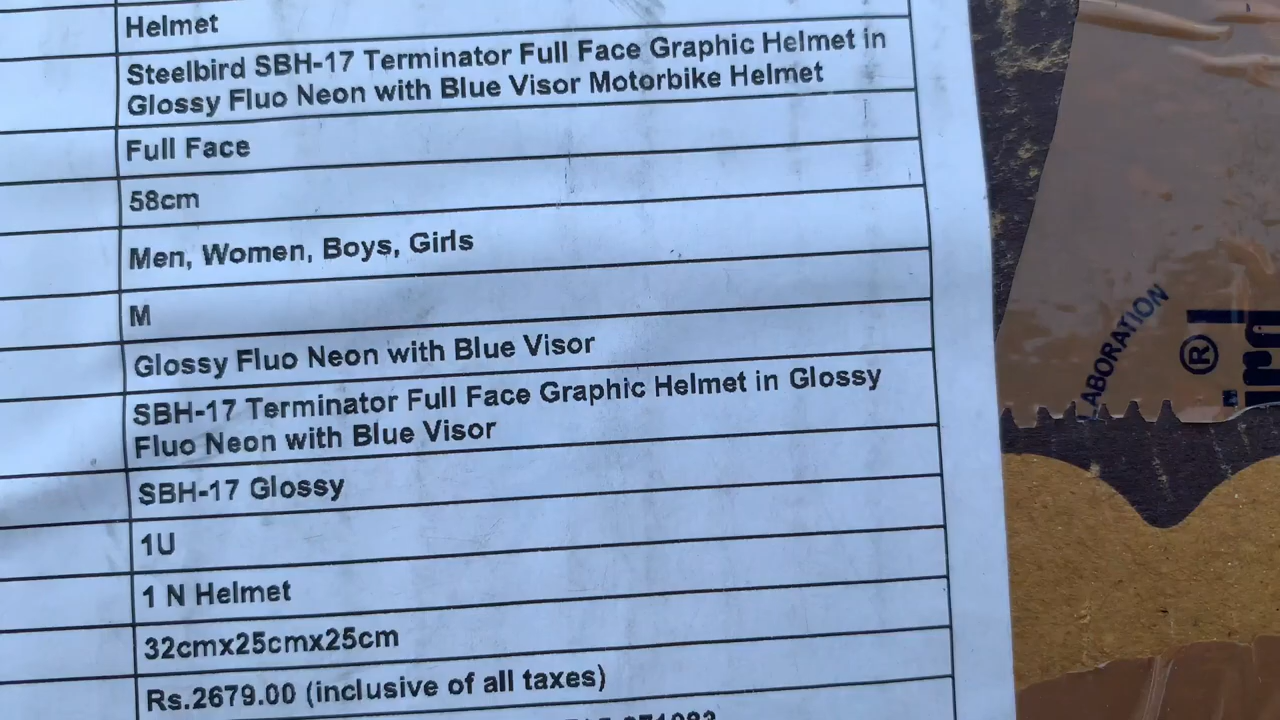 Helmet
Steelbird SBH-17 Terminator Full Face Graphic Helmet in
Glossy Fluo Neon with Blue Visor Motorbike Helmet
Full Face
58cm
Men, Women, Boys, Girls
M
Glossy Fluo Neon with Blue Visor
SBH-17 Terminator Full Face Graphic Helmet in Glossy
Fluo Neon with Blue Visor
SBH-17 Glossy
1U
1 N Helmet
32cmx25cmx25cm
Rs.2679.00 (inclusive of all taxes)
LABORATION
®